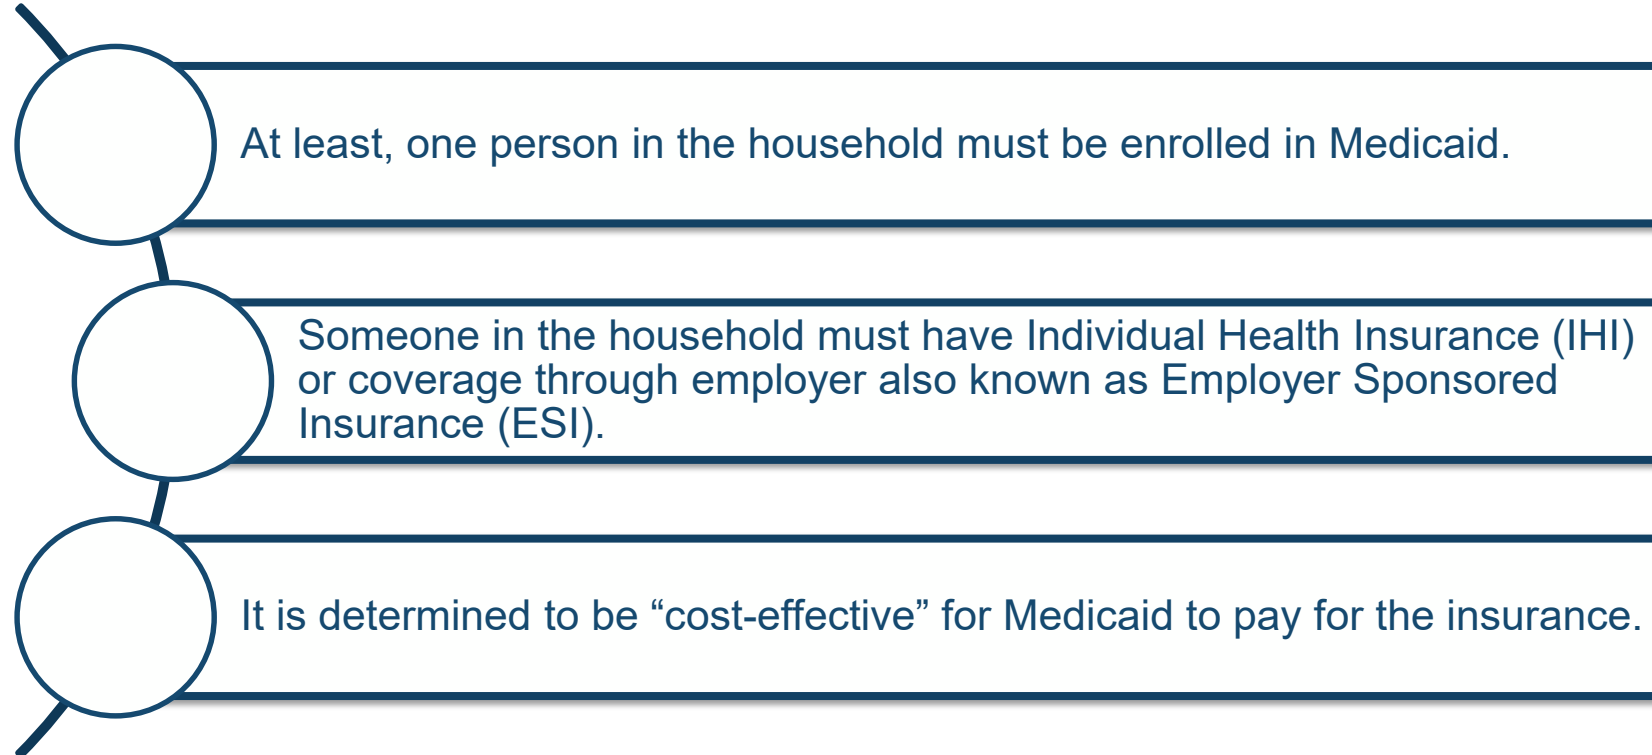 At least, one person in the household must be enrolled in Medicaid.
Someone in the household must have Individual Health Insurance (IHI)
or coverage through employer also known as Employer Sponsored
Insurance (ESI).
It is determined to be “cost-effective” for Medicaid to pay for the insurance.